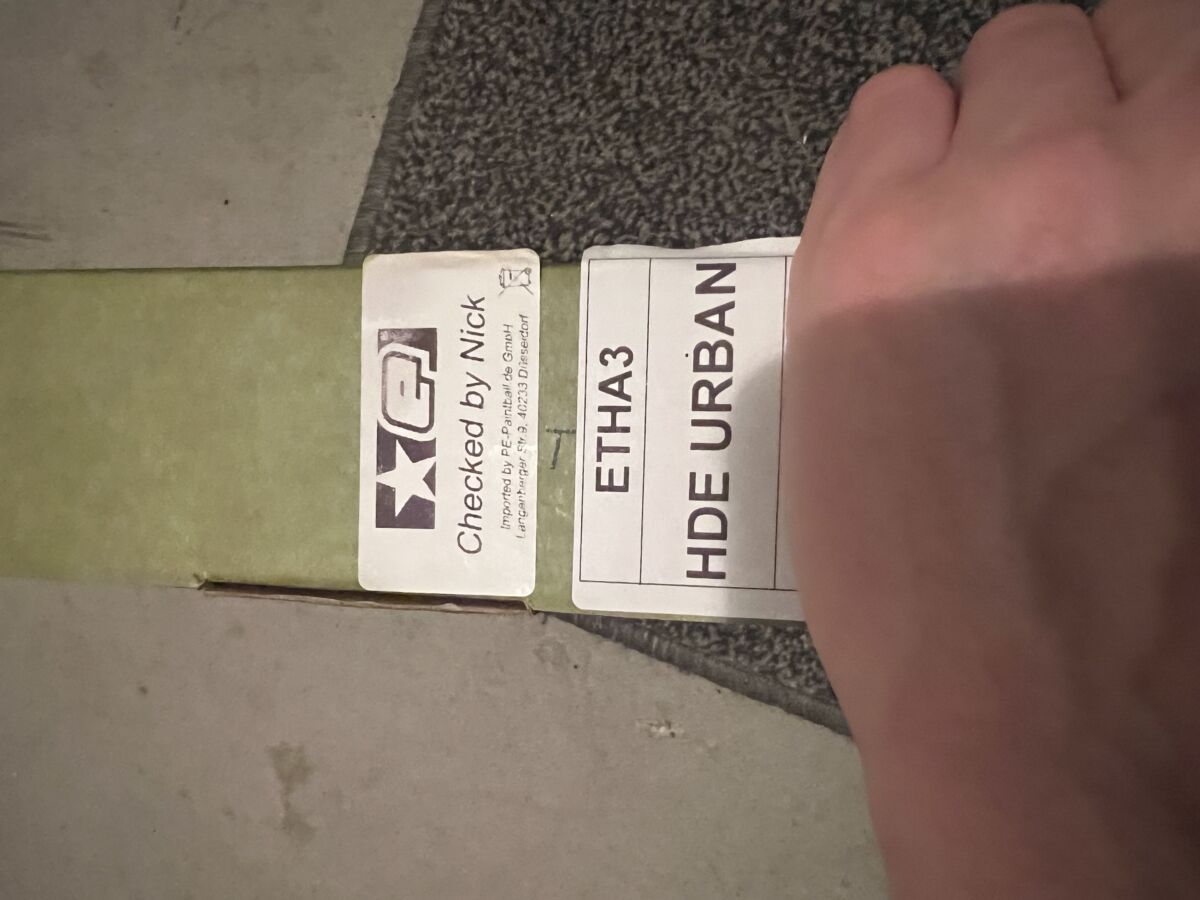 e
Checked by Nick
Imported by PE-Paintball de GmbH
Langenberger Str.9, 40233 Düsseldorf
ETHA3
HDE URBAN